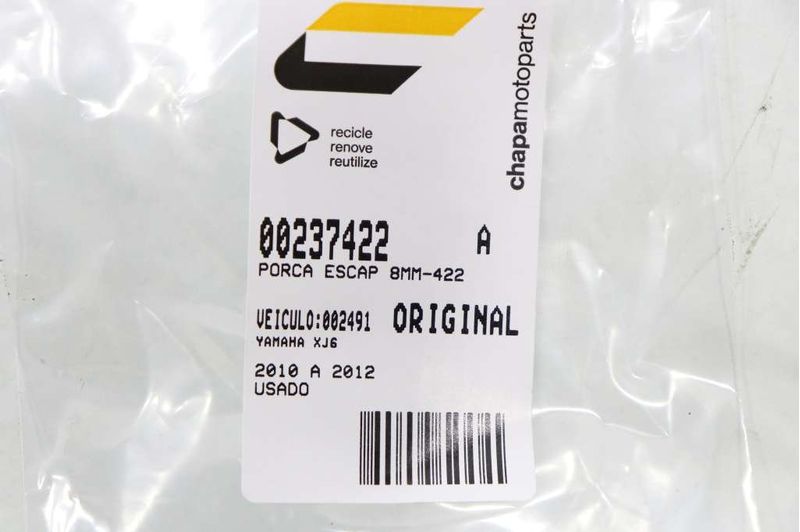 chapamotoparts
recicle
renove
reutilize
00237422 A
PORCA ESCAP 8MM-422
VEICULO:002491 ORIGINAL
YAMAHA XJ6
2010 A 2012
USADO